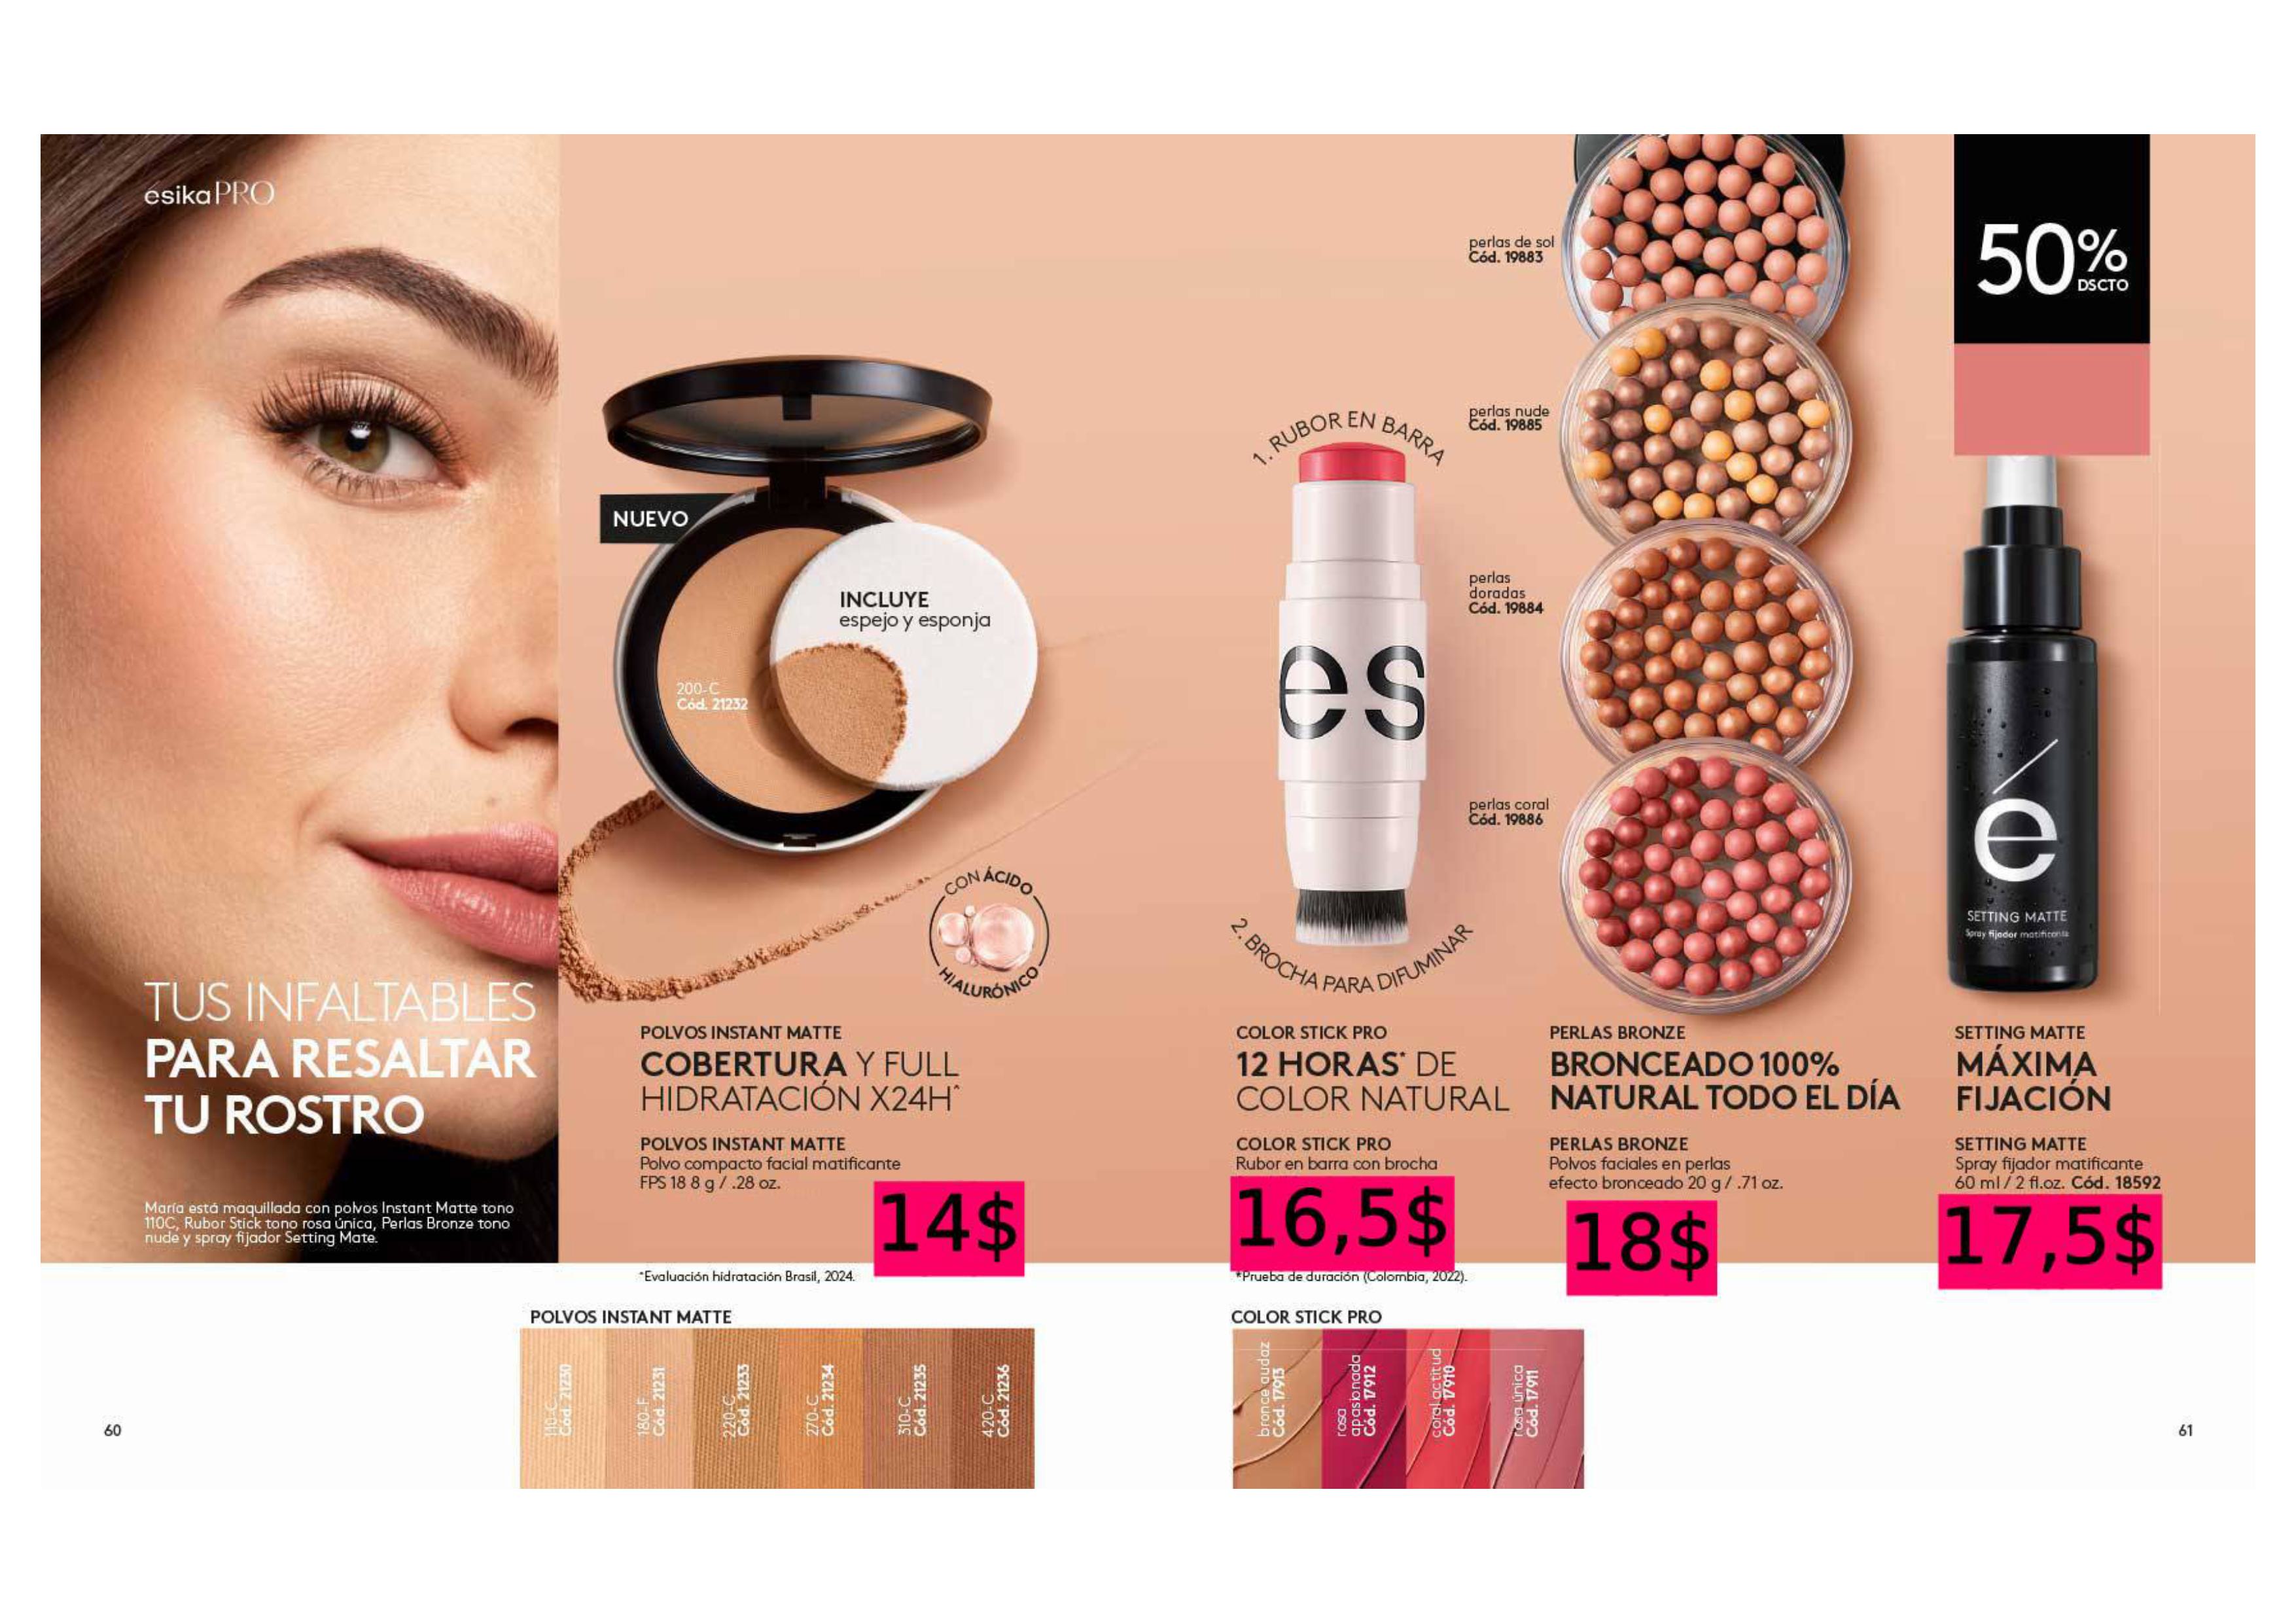 ésika PRO
TUS INFALTABLES
PARA RESALTAR
TU ROSTRO
María está maquillada con polvos Instant Matte tono
110C, Rubor Stick tono rosa única, Perlas Bronze tono
nude y spray fijador Setting Mate.
NUEVO
INCLUYE
espejo y esponja
200-C
Cód. 21232
CON ÁCIDO
HIALURÓNICO
POLVOS INSTANT MATTE
COBERTURA Y FULL
HIDRATACIÓN X24H^
POLVOS INSTANT MATTE
Polvo compacto facial matificante
FPS 18 8 g / .28 oz.
14$
^Evaluación hidratación Brasil, 2024.
POLVOS INSTANT MATTE
110-C
Cód. 21230
180-F
Cód. 21231
220-C
Cód. 21233
270-C
Cód. 21234
310-C
Cód. 21235
420-C
Cód. 21236
60
1. RUBOR EN BARRA
es
2. BROCHA PARA DIFUMINAR
COLOR STICK PRO
12 HORAS* DE
COLOR NATURAL
COLOR STICK PRO
Rubor en barra con brocha
16,5$
*Prueba de duración (Colombia, 2022).
COLOR STICK PRO
bronce audaz
Cód. 17913
rosa
apasionada
Cód. 17912
coral actitud
Cód. 17910
rosa única
Cód. 17911
perlas de sol
Cód. 19883
perlas nude
Cód. 19885
perlas
doradas
Cód. 19884
perlas coral
Cód. 19886
PERLAS BRONZE
BRONCEADO 100%
NATURAL TODO EL DÍA
PERLAS BRONZE
Polvos faciales en perlas
efecto bronceado 20 g / .71 oz.
18$
50%
DSCTO
é
SETTING MATTE
Spray fijador matificante
SETTING MATTE
MÁXIMA
FIJACIÓN
SETTING MATTE
Spray fijador matificante
60 ml / 2 fl.oz. Cód. 18592
17,5$
61